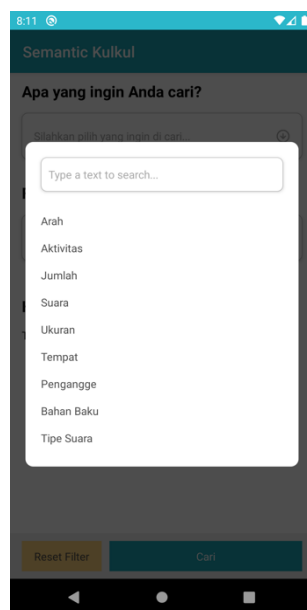 8:11
Semantic Kulkul
Apa yang ingin Anda cari?
Silahkan pilih yang ingin di cari...
Type a text to search...
Arah
Aktivitas
Jumlah
Suara
Ukuran
Tempat
Pengangge
Bahan Baku
Tipe Suara
Reset Filter
Cari